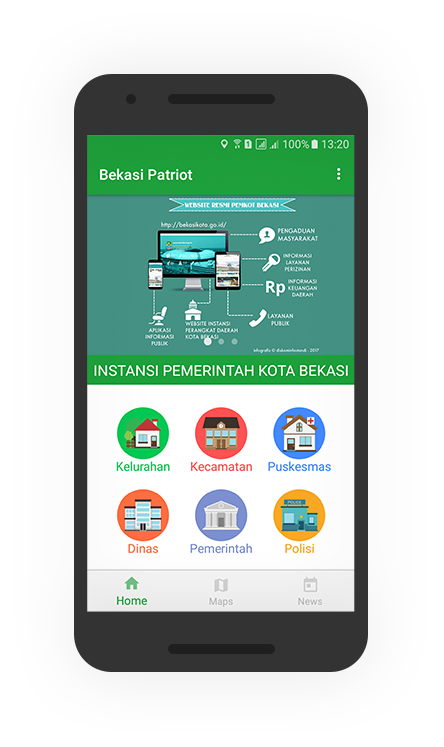 100% 13:20
Bekasi Patriot
WEBSITE RESMI PEMKOT BEKASI
http://bekasikota.go.id/
PENGADUAN
MASYARAKAT
INFORMASI
LAYANAN
PERIZINAN
Rp
INFORMASI
KEUANGAN
DAERAH
LAYANAN
PUBLIK
APLIKASI
INFORMASI
PUBLIK
WEBSITE INSTANSI
PERANGKAT DAERAH
KOTA BEKASI
infografis © diskominfostandi - 2017
INSTANSI PEMERINTAH KOTA BEKASI
Kelurahan
Kecamatan
Puskesmas
POLICE
Dinas
Pemerintah
Polisi
Home
Maps
News